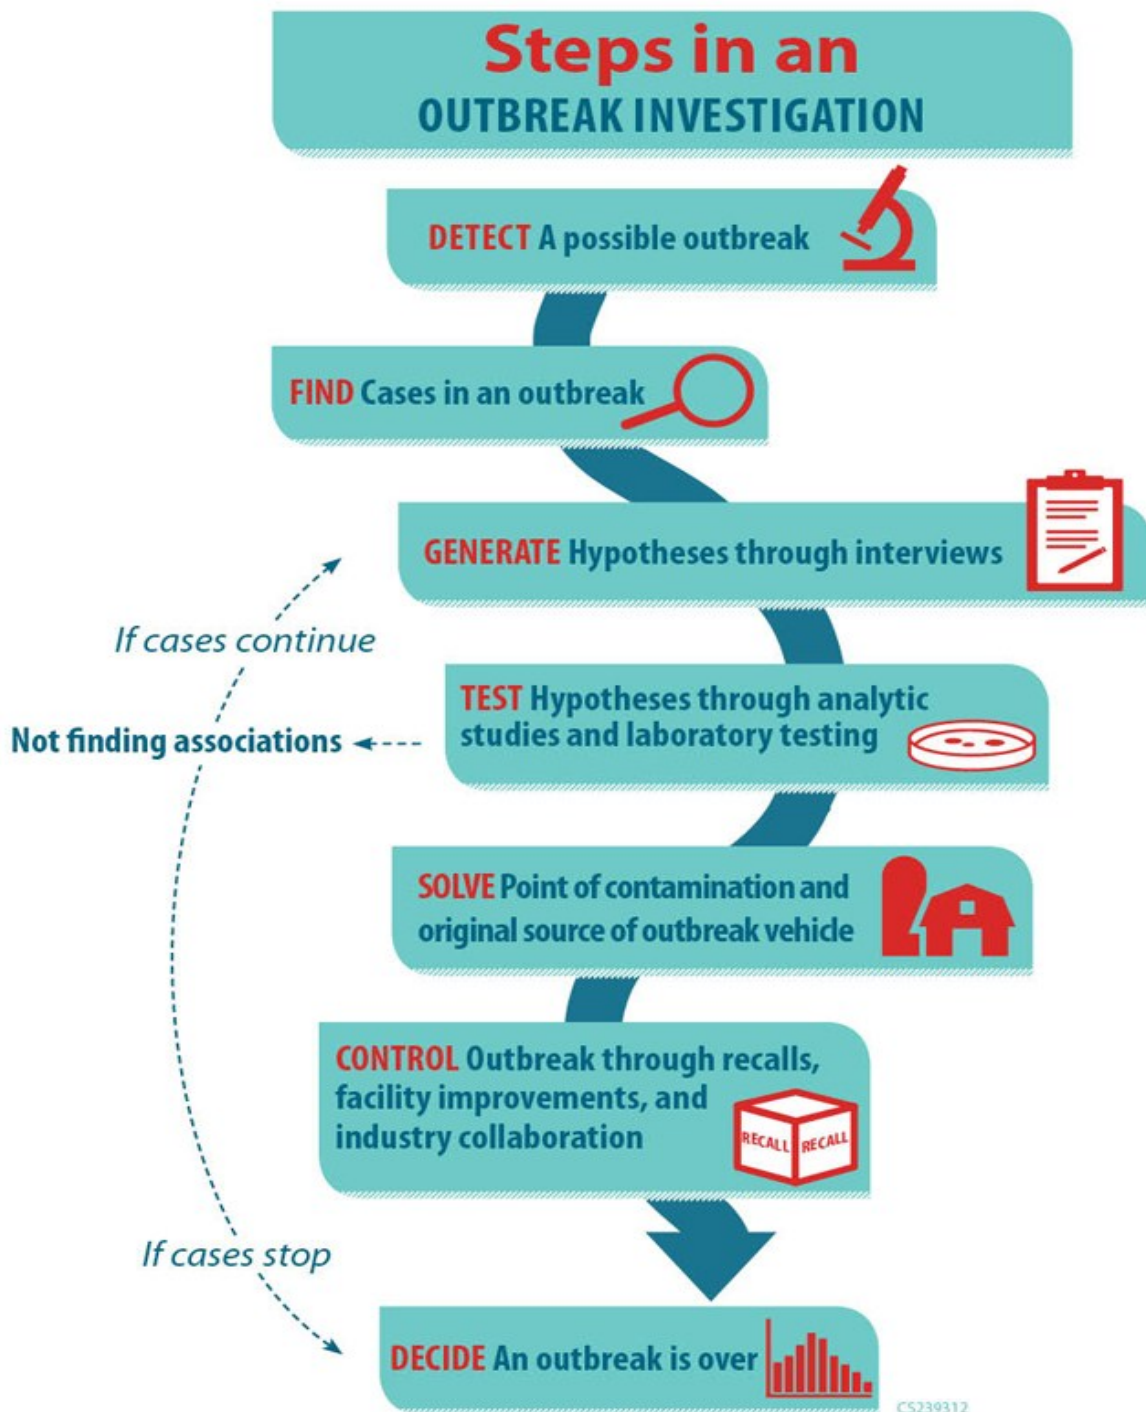 Steps in an
OUTBREAK INVESTIGATION
DETECT A possible outbreak
FIND Cases in an outbreak
GENERATE Hypotheses through interviews
If cases continue
TEST Hypotheses through analytic
studies and laboratory testing
Not finding associations
SOLVE Point of contamination and
original source of outbreak vehicle
CONTROL Outbreak through recalls,
facility improvements, and
industry collaboration
RECALL RECALL
If cases stop
DECIDE An outbreak is over
CS239312